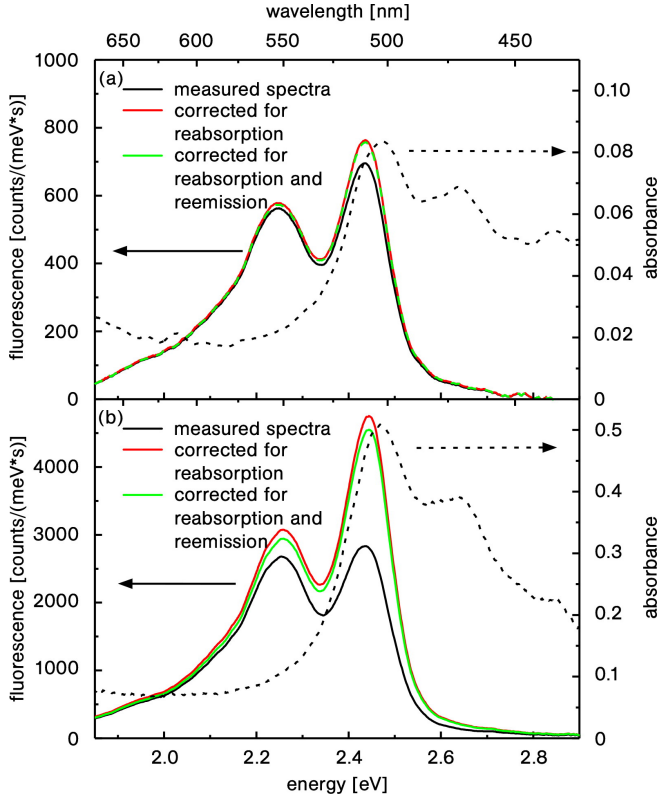 wavelength [nm]
650 600 550 500 450
(a)
measured spectra
corrected for
reabsorption
corrected for
reabsorption and
reemission
fluorescence [counts/(meV*s)]
1000
800
600
400
200
0
absorbance
0.10
0.08
0.06
0.04
0.02
0
(b)
measured spectra
corrected for
reabsorption
corrected for
reabsorption and
reemission
fluorescence [counts/(meV*s)]
4000
3000
2000
1000
0
absorbance
0.5
0.4
0.3
0.2
0.1
0
2.0 2.2 2.4 2.6 2.8
energy [eV]